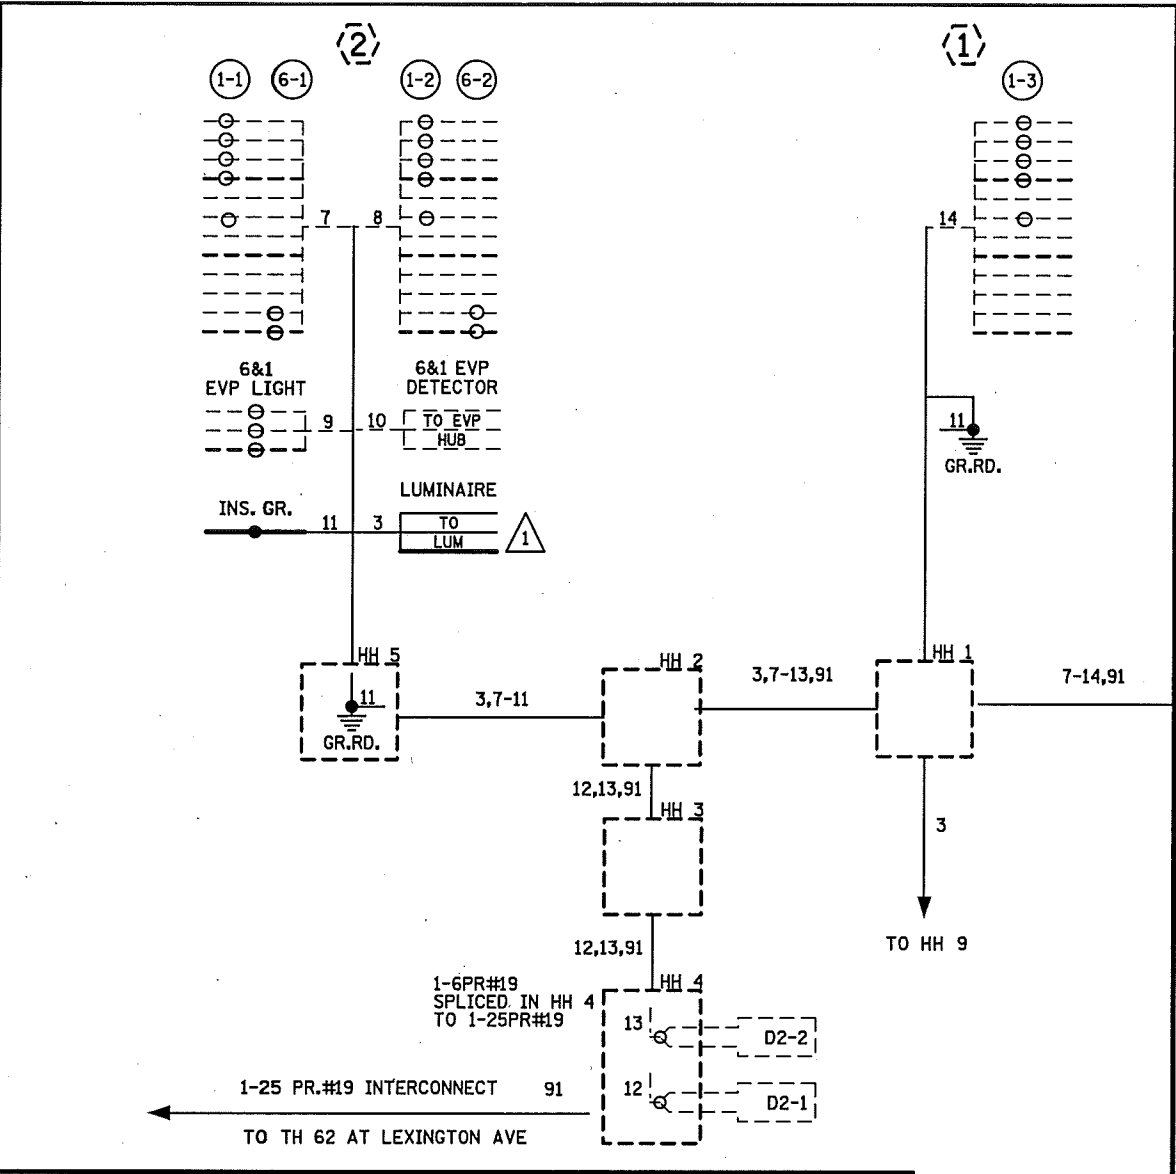 2
1
1-1
6-1
1-2
6-2
1-3
7
8
14
6&1
EVP LIGHT
6&1 EVP
DETECTOR
9
10
TO EVP
HUB
11
GR.RD.
LUMINAIRE
INS. GR.
11
3
TO
LUM
1
HH 5
11
GR.RD.
3,7-11
HH 2
3,7-13,91
HH 1
7-14,91
12,13,91
HH 3
3
TO HH 9
12,13,91
HH 4
1-6PR#19
SPLICED IN HH 4
TO 1-25PR#19
13
D2-2
12
D2-1
1-25 PR.#19 INTERCONNECT
91
TO TH 62 AT LEXINGTON AVE